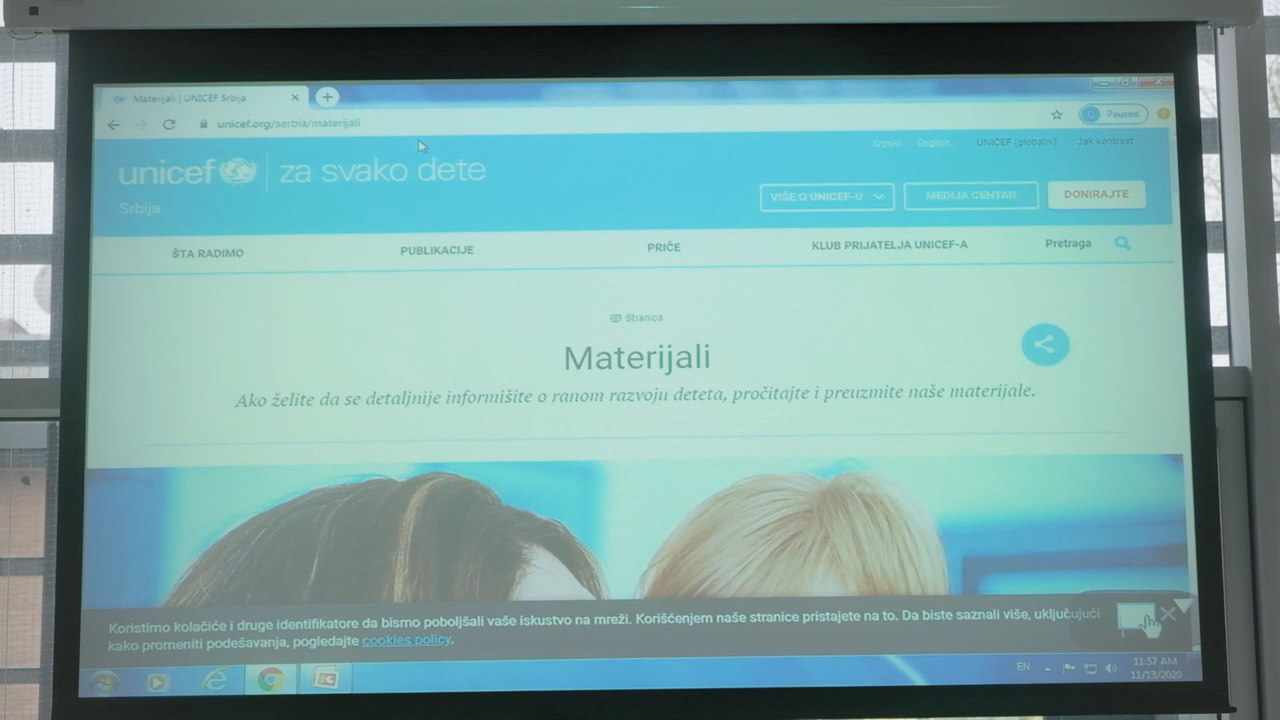 Materijali | UNICEF Srbija
unicef.org/serbia/materijali
Paused
Srpski English UNICEF (globalni) Jak kontrast
unicef za svako dete
Srbija
VIŠE O UNICEF-U MEDIJA CENTAR DONIRAJTE
ŠTA RADIMO PUBLIKACIJE PRIČE KLUB PRIJATELJA UNICEF-A Pretraga
Stranica
Materijali
Ako želite da se detaljnije informišite o ranom razvoju deteta, pročitajte i preuzmite naše materijale.
Koristimo kolačiće i druge identifikatore da bismo poboljšali vaše iskustvo na mreži. Korišćenjem naše stranice pristajete na to. Da biste saznali više, uključujući
kako promeniti podešavanja, pogledajte cookies policy.
EN 11:57 AM
11/13/2020